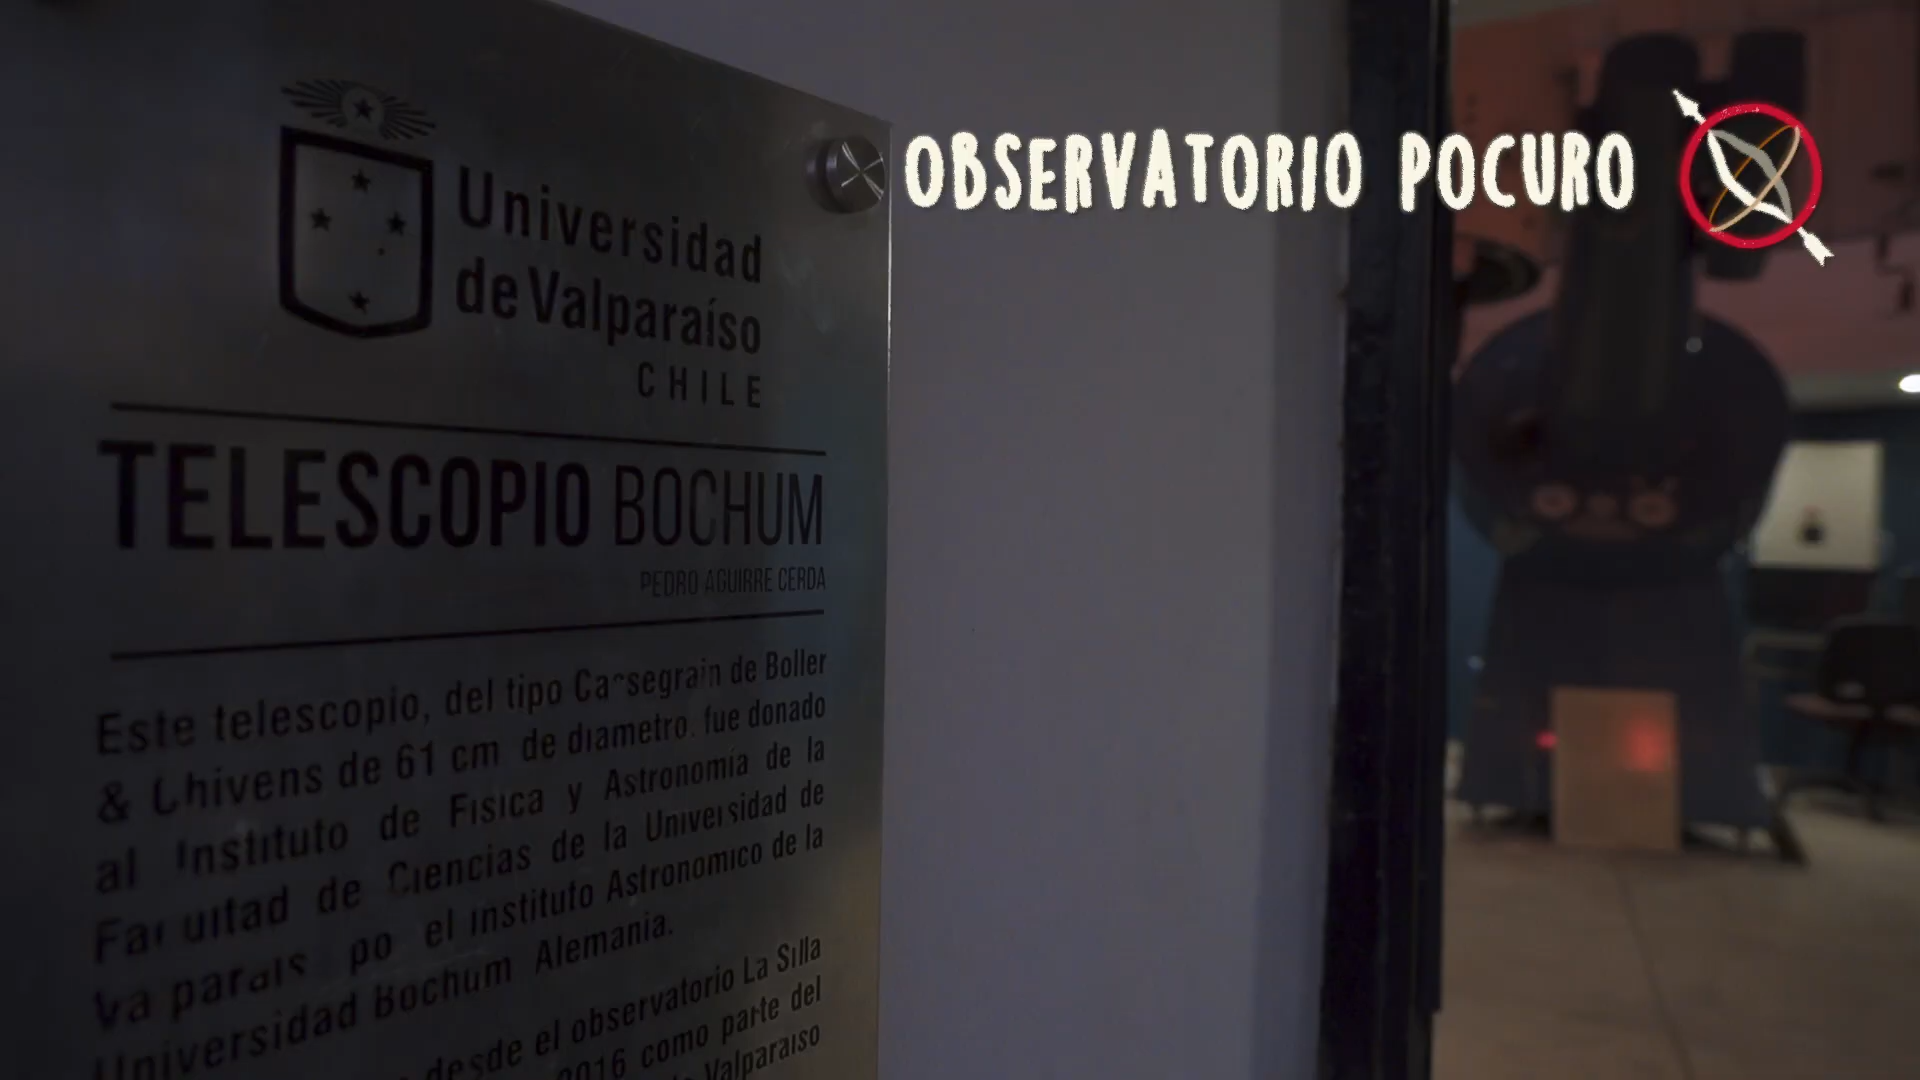 OBSERVATORIO POCURO
Universidad
de Valparaíso
CHILE
TELESCOPIO BOCHUM
PEDRO AGUIRRE CERDA
Este telescopio, del tipo Cassegrain de Boller
& Chivens de 61 cm de diametro, fue donado
al Instituto de Fisica y Astronomía de la
Facultad de Ciencias de la Universidad de
Valparaís po el Instituto Astronomico de la
Universidad Bochum Alemania.
desde el observatorio La Silla
2016 como parte del
Valparaiso